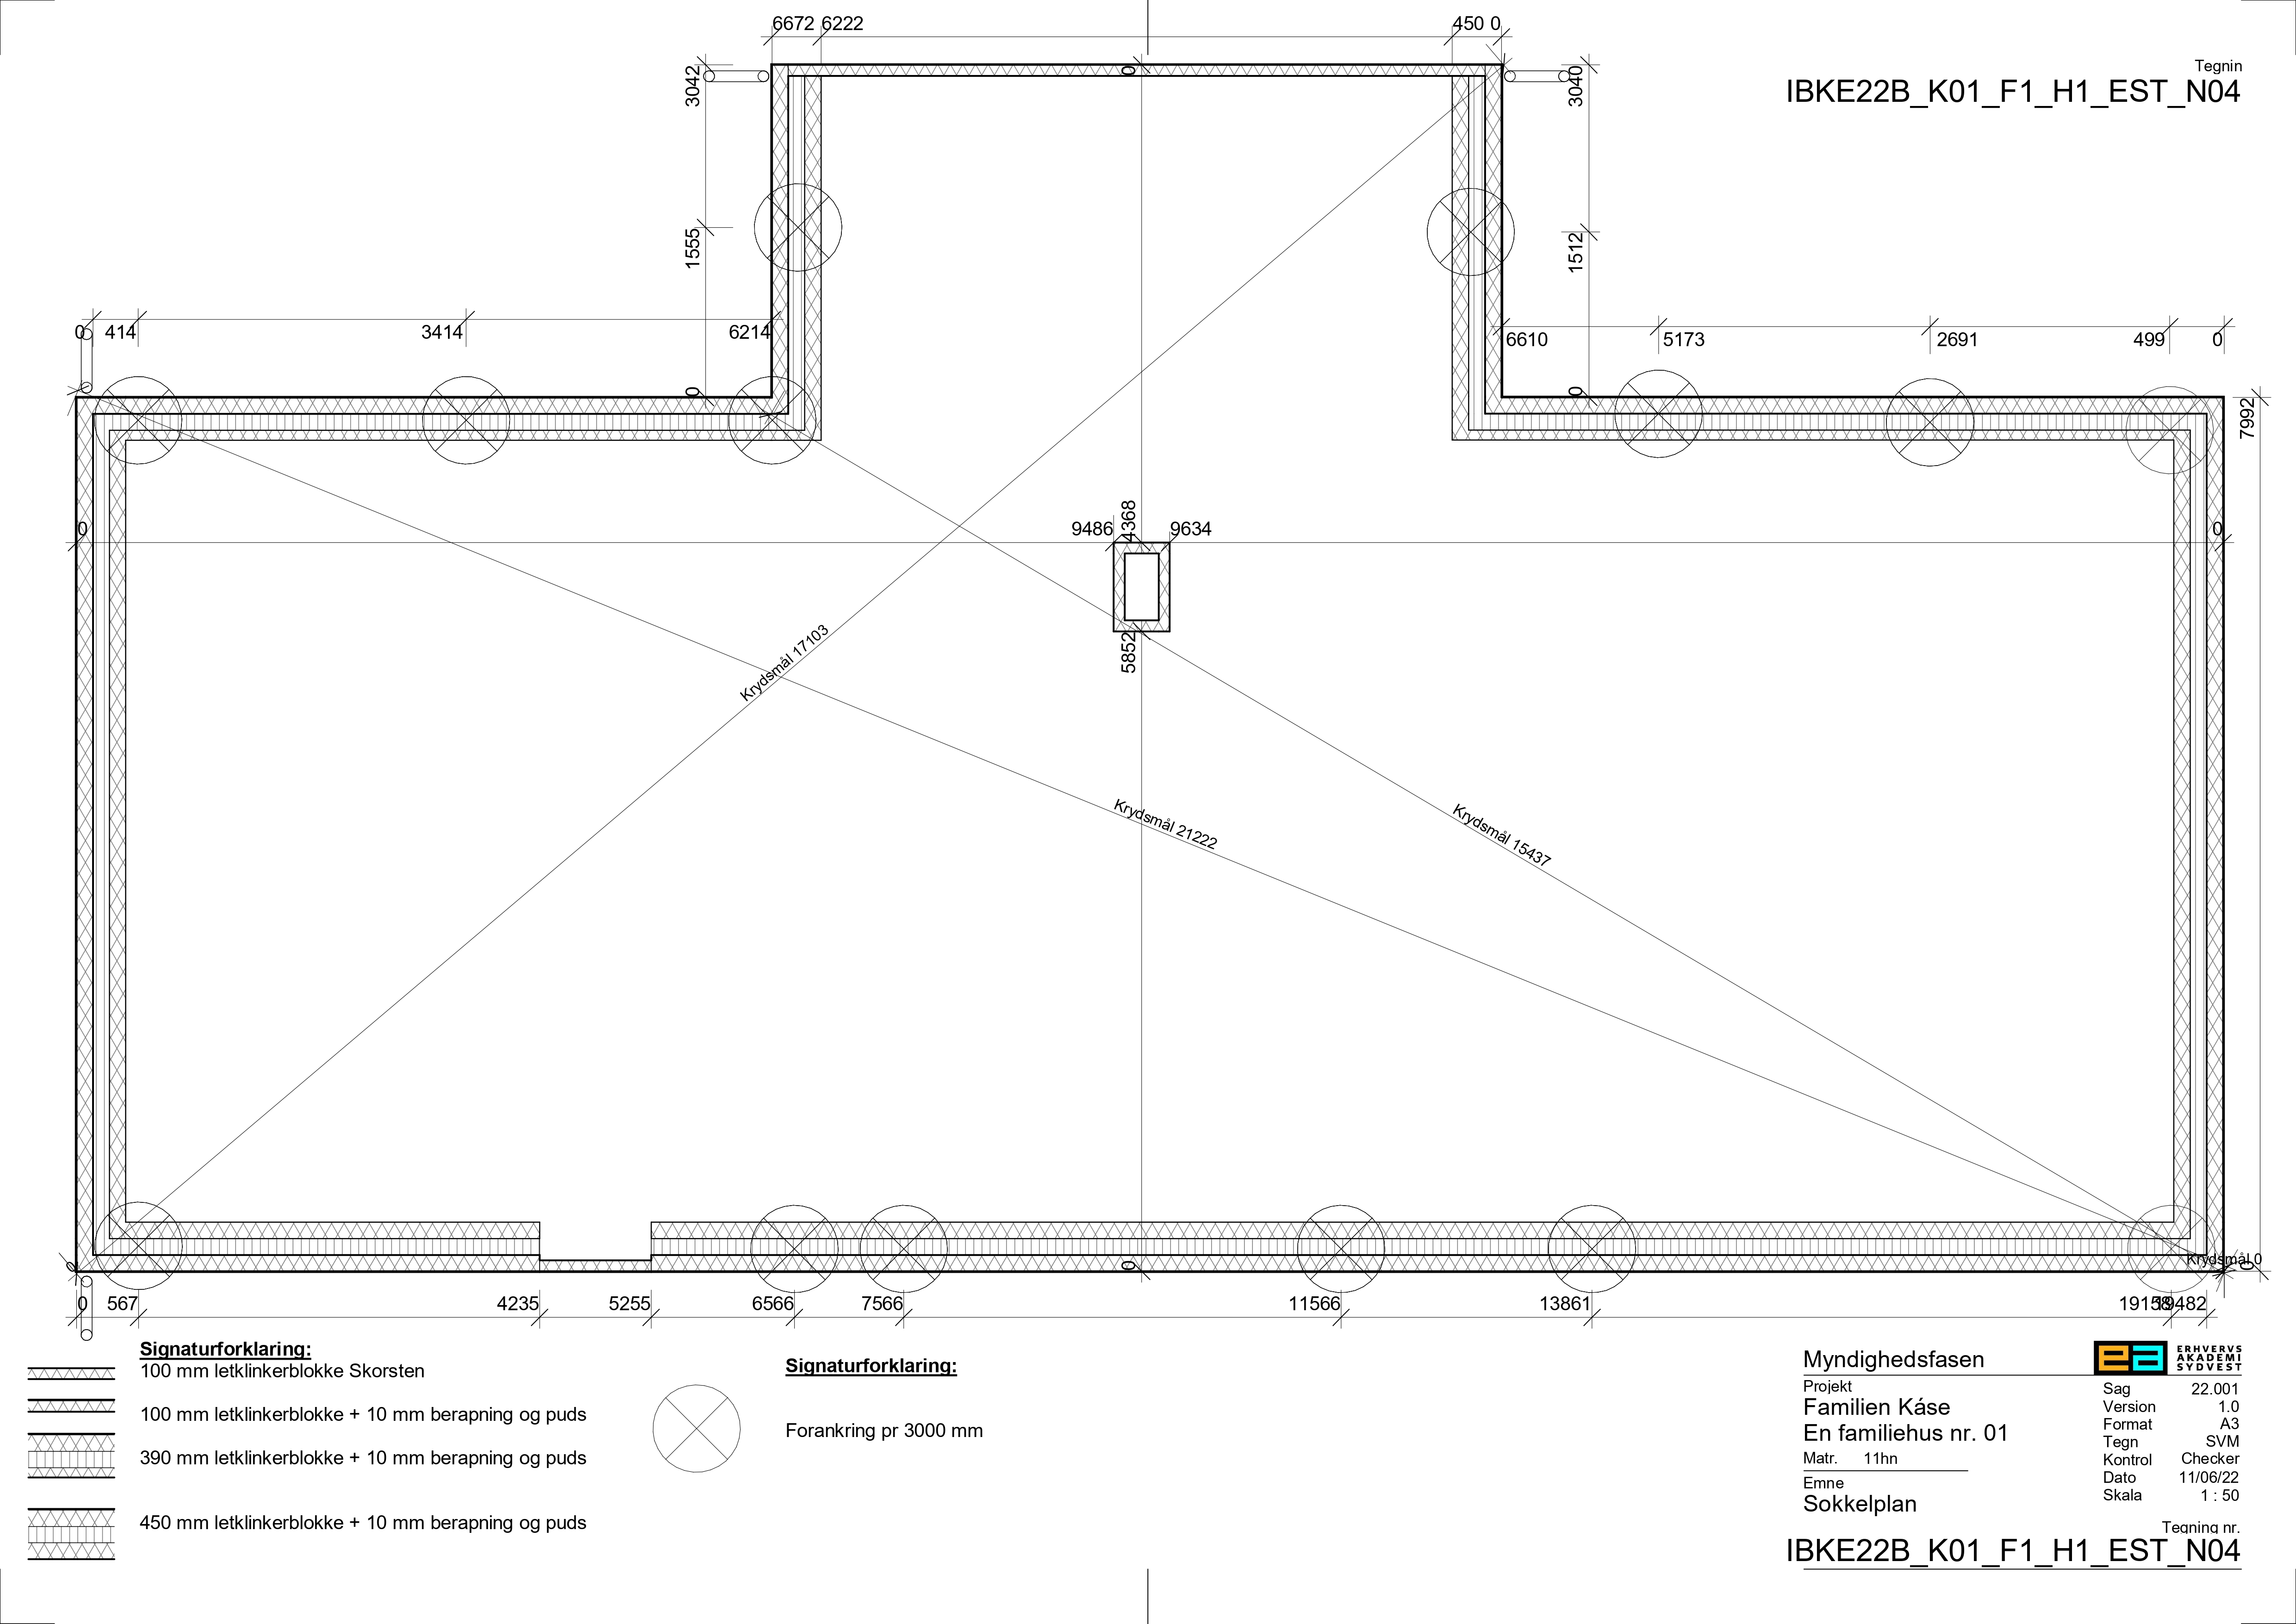 6672 6222
450 0
Tegnin
IBKE22B_K01_F1_H1_EST_N04
3042
1555
0
0
3040
1512
0
0 414 3414 6214
6610 5173 2691 499 0
7992
0
9486 4368 9634
0
5852
Krydsmål 17103
Krydsmål 21222
Krydsmål 15437
Krydsmål 0
0
0
0
0 567 4235 5255 6566 7566 11566 13861 19158 19482
Signaturforklaring:
100 mm letklinkerblokke Skorsten
100 mm letklinkerblokke + 10 mm berapning og puds
390 mm letklinkerblokke + 10 mm berapning og puds
450 mm letklinkerblokke + 10 mm berapning og puds
Signaturforklaring:
Forankring pr 3000 mm
Myndighedsfasen
ea ERHVERVS
AKADEMI
SYDVEST
Projekt
Familien Káse
En familiehus nr. 01
Matr. 11hn
Emne
Sokkelplan
Sag 22.001
Version 1.0
Format A3
Tegn SVM
Kontrol Checker
Dato 11/06/22
Skala 1 : 50
Tegning nr.
IBKE22B_K01_F1_H1_EST_N04